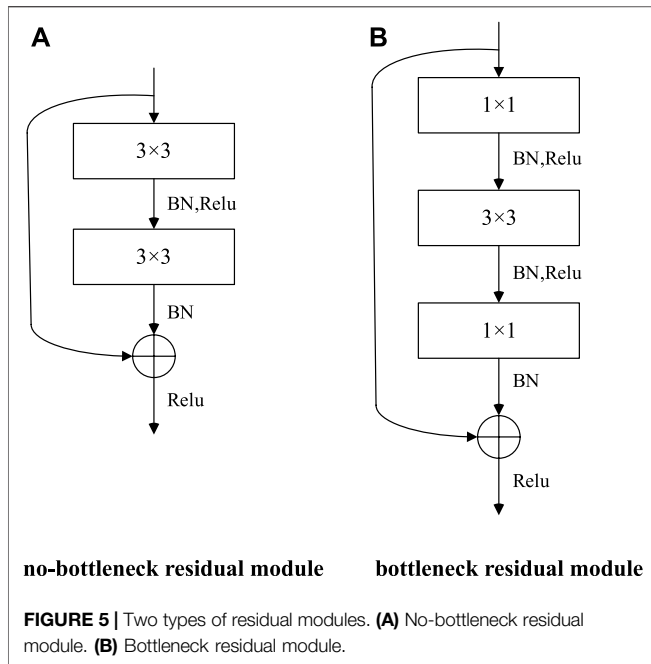 A
3×3
BN,Relu
3×3
BN
Relu
no-bottleneck residual module
B
1×1
BN,Relu
3×3
BN,Relu
1×1
BN
Relu
bottleneck residual module
FIGURE 5 | Two types of residual modules. (A) No-bottleneck residual
module. (B) Bottleneck residual module.